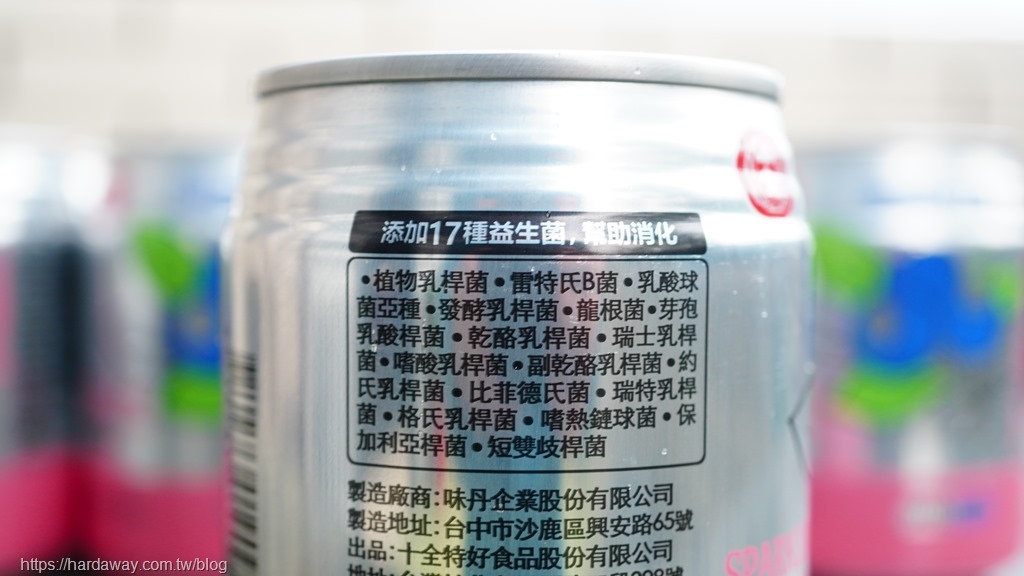 添加17種益生菌,幫助消化
•植物乳桿菌•雷特氏B菌•乳酸球
菌亞種•發酵乳桿菌•龍根菌•芽孢
乳酸桿菌•乾酪乳桿菌•瑞士乳桿
菌•嗜酸乳桿菌•副乾酪乳桿菌•約
氏乳桿菌•比菲德氏菌•瑞特乳桿
菌•格氏乳桿菌•嗜熱鏈球菌•保
加利亞桿菌•短雙歧桿菌
製造廠商:味丹企業股份有限公司
製造地址:台中市沙鹿區興安路65號
出品:十全特好食品股份有限公司
SPARK
https://hardaway.com.tw/blog